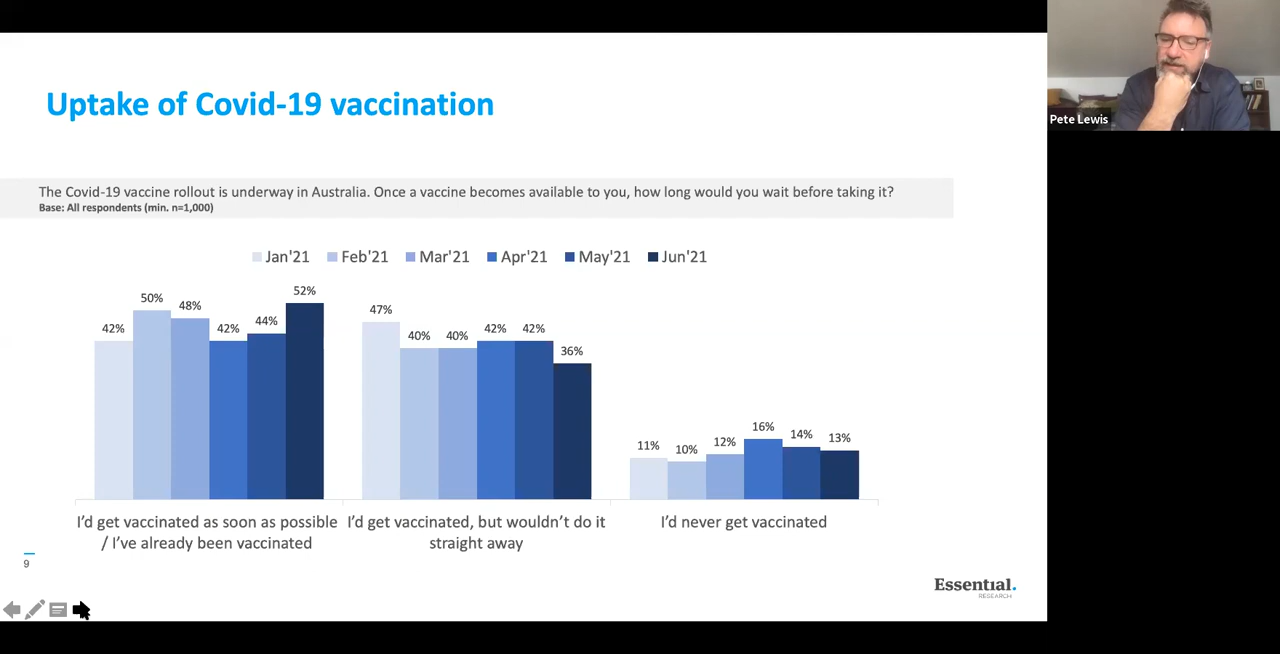 Uptake of Covid-19 vaccination
Pete Lewis
The Covid-19 vaccine rollout is underway in Australia. Once a vaccine becomes available to you, how long would you wait before taking it?
Base: All respondents (min. n=1,000)
Jan'21 Feb'21 Mar'21 Apr'21 May'21 Jun'21
42% 50% 48% 42% 44% 52%
47% 40% 40% 42% 42% 36%
11% 10% 12% 16% 14% 13%
I'd get vaccinated as soon as possible
/ I've already been vaccinated
I'd get vaccinated, but wouldn't do it
straight away
I'd never get vaccinated
9
Essential.
RESEARCH